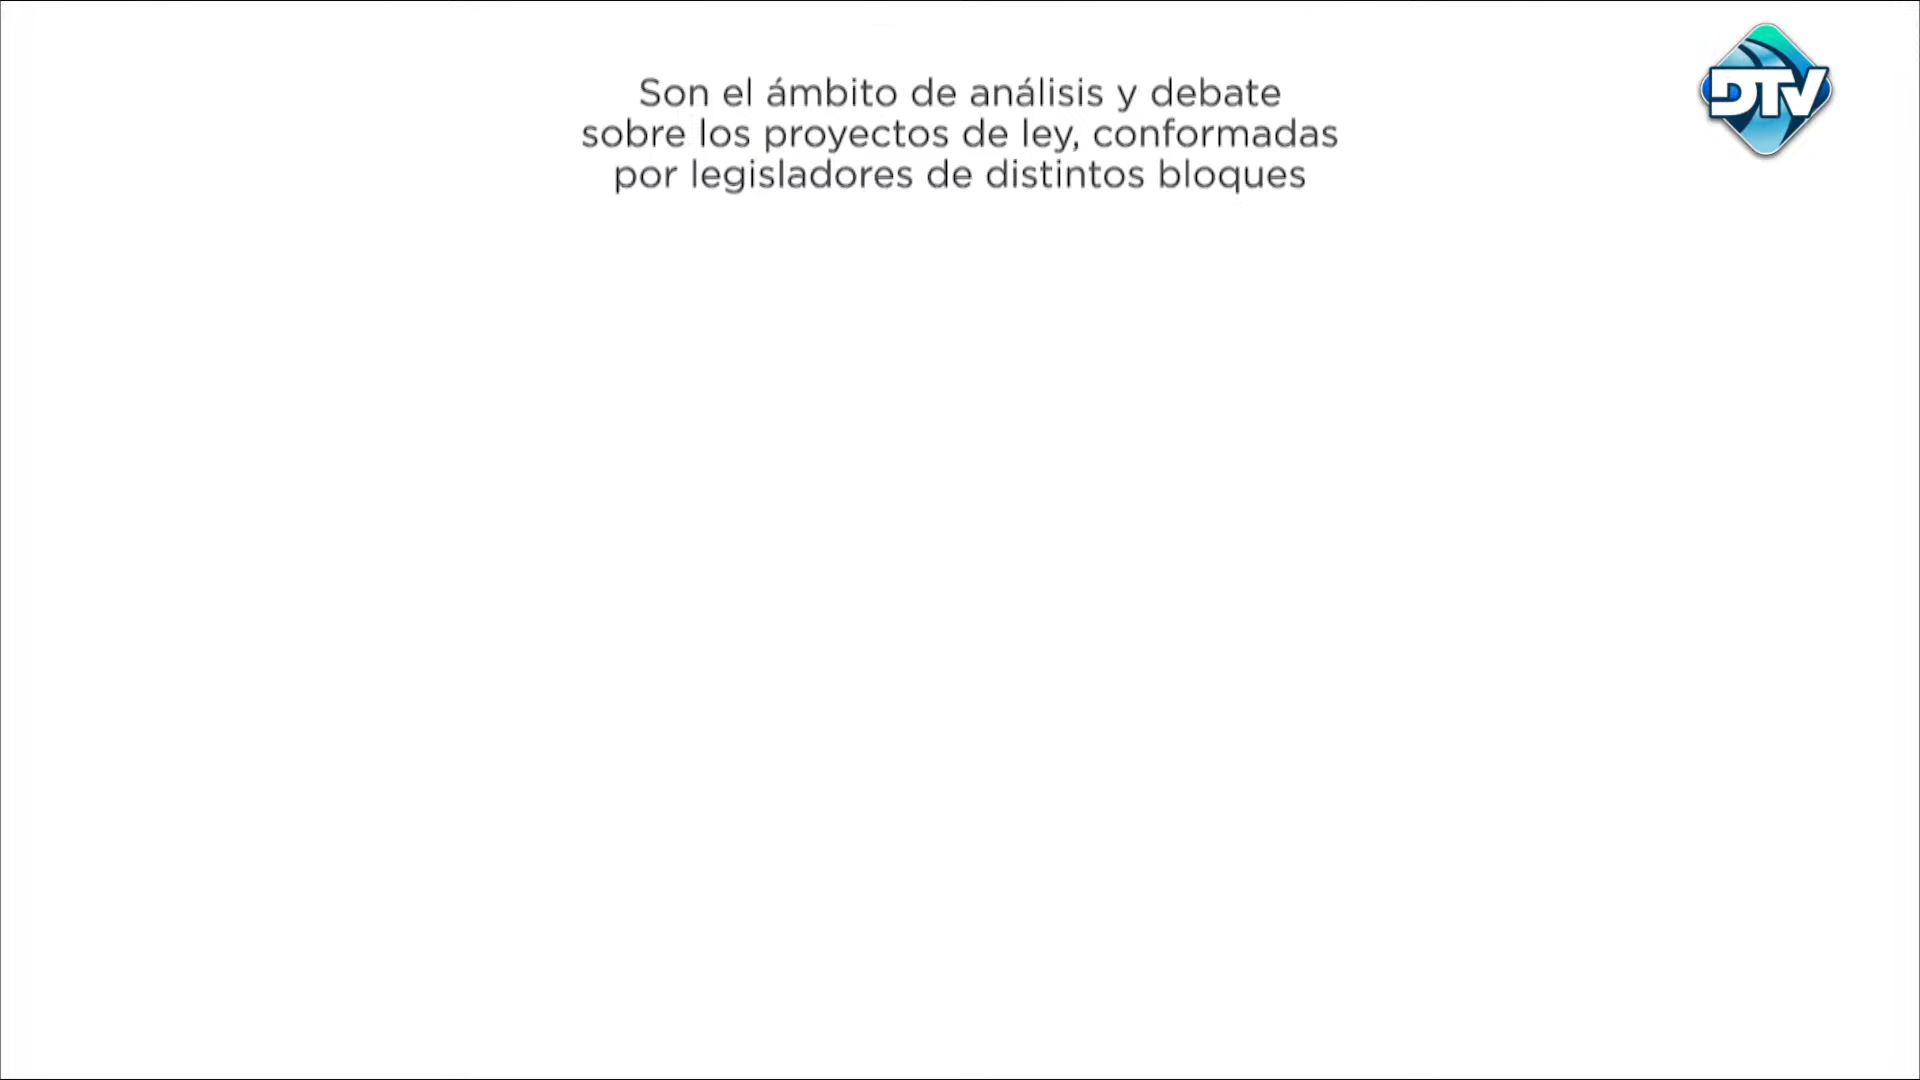 Son el ámbito de análisis y debate
sobre los proyectos de ley, conformadas
por legisladores de distintos bloques
DTV